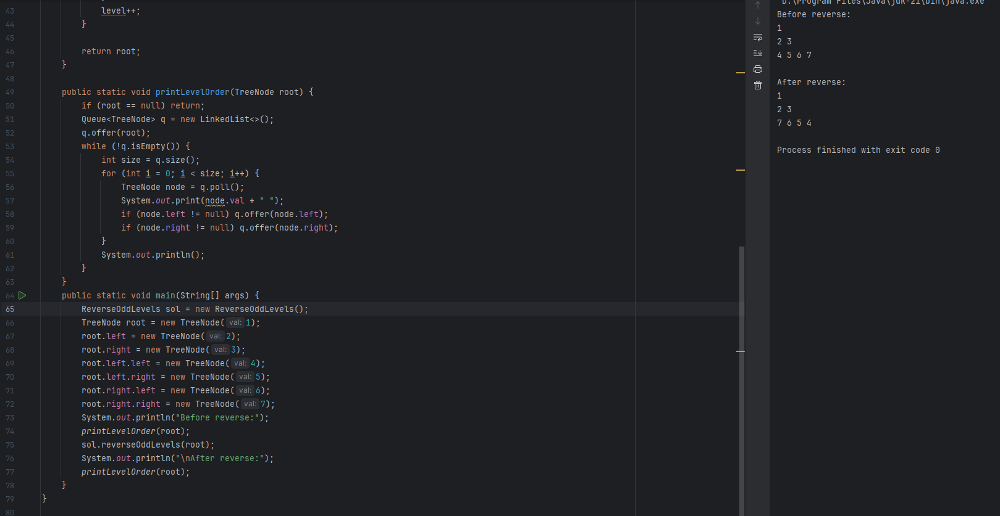 43 level++;
44 }
45
46 return root;
47 }
48
49 public static void printLevelOrder(TreeNode root) {
50 if (root == null) return;
51 Queue<TreeNode> q = new LinkedList<>();
52 q.offer(root);
53 while (!q.isEmpty()) {
54 int size = q.size();
55 for (int i = 0; i < size; i++) {
56 TreeNode node = q.poll();
57 System.out.print(node.val + " ");
58 if (node.left != null) q.offer(node.left);
59 if (node.right != null) q.offer(node.right);
60 }
61 System.out.println();
62 }
63 }
64 public static void main(String[] args) {
65 ReverseOddLevels sol = new ReverseOddLevels();
66 TreeNode root = new TreeNode( val: 1);
67 root.left = new TreeNode( val: 2);
68 root.right = new TreeNode( val: 3);
69 root.left.left = new TreeNode( val: 4);
70 root.left.right = new TreeNode( val: 5);
71 root.right.left = new TreeNode( val: 6);
72 root.right.right = new TreeNode( val: 7);
73 System.out.println("Before reverse:");
74 printLevelOrder(root);
75 sol.reverseOddLevels(root);
76 System.out.println("\nAfter reverse:");
77 printLevelOrder(root);
78 }
79 }
80
"D:\Program Files\Java\jdk-21\bin\java.exe
Before reverse:
1
2 3
4 5 6 7
After reverse:
1
2 3
7 6 5 4
Process finished with exit code 0